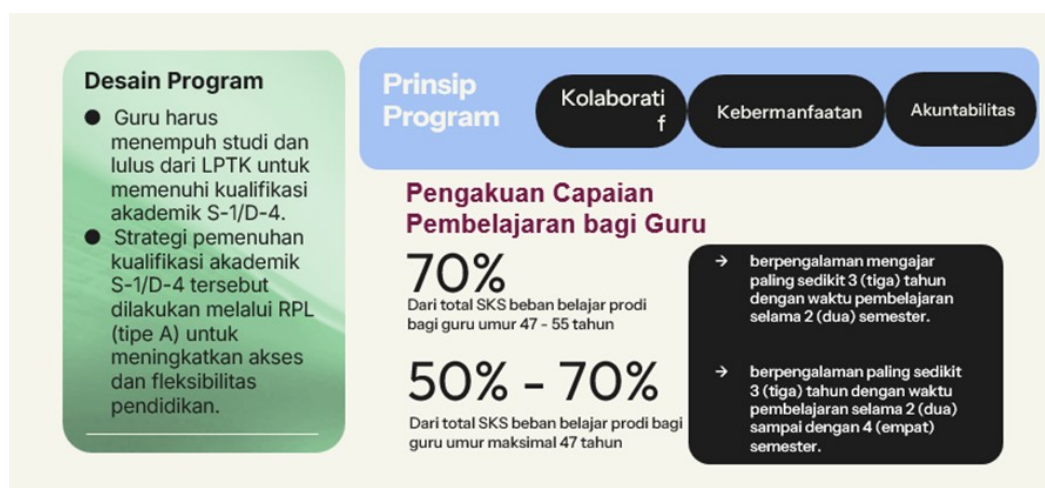 Desain Program
● Guru harus
menempuh studi dan
lulus dari LPTK untuk
memenuhi kualifikasi
akademik S-1/D-4.
● Strategi pemenuhan
kualifikasi akademik
S-1/D-4 tersebut
dilakukan melalui RPL
(tipe A) untuk
meningkatkan akses
dan fleksibilitas
pendidikan.
Prinsip
Program
Kolaborati
f
Kebermanfaatan
Akuntabilitas
Pengakuan Capaian
Pembelajaran bagi Guru
70%
Dari total SKS beban belajar prodi
bagi guru umur 47 - 55 tahun
→ berpengalaman mengajar
paling sedikit 3 (tiga) tahun
dengan waktu pembelajaran
selama 2 (dua) semester.
50% - 70%
Dari total SKS beban belajar prodi bagi
guru umur maksimal 47 tahun
→ berpengalaman paling sedikit
3 (tiga) tahun dengan waktu
pembelajaran selama 2 (dua)
sampai dengan 4 (empat)
semester.